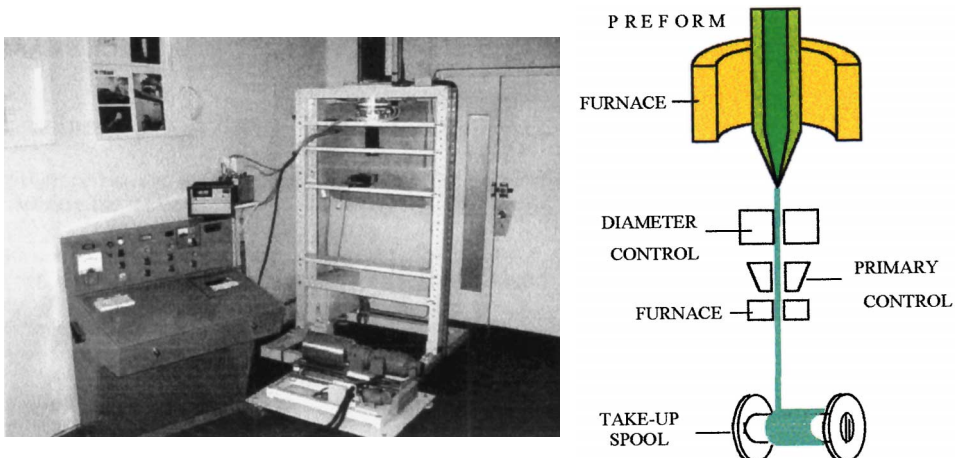 PREFORM
FURNACE
DIAMETER
CONTROL
PRIMARY
CONTROL
FURNACE
TAKE-UP
SPOOL